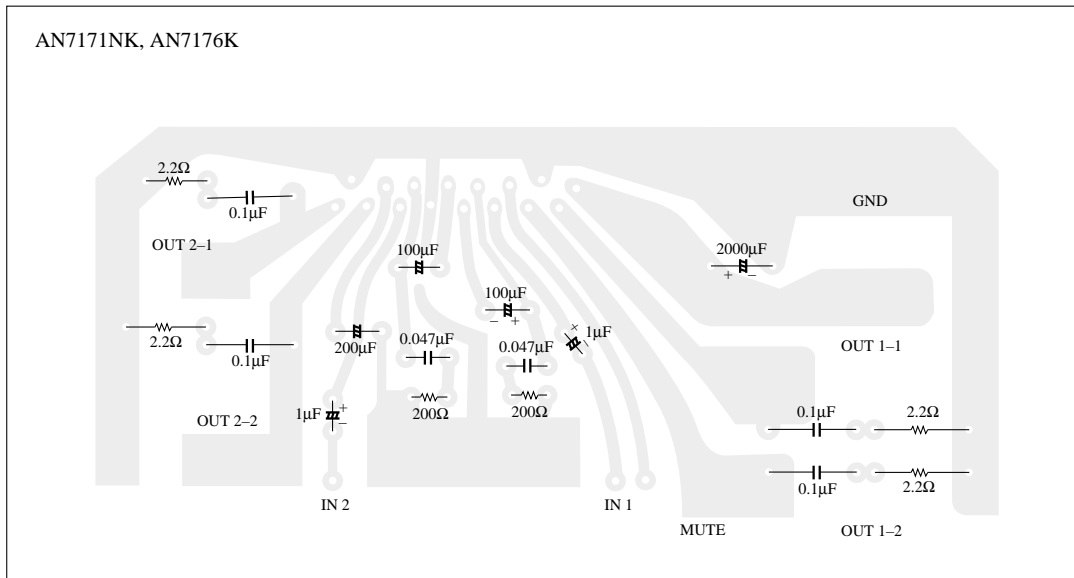 AN7171NK, AN7176K
2.2Ω
0.1µF
OUT 2–1
GND
100µF
2000µF
+ –
100µF
– +
2.2Ω
0.1µF
200µF
0.047µF
0.047µF
+
1µF
–
OUT 1–1
OUT 2–2
1µF
+
–
200Ω
200Ω
0.1µF
2.2Ω
0.1µF
2.2Ω
IN 2
IN 1
MUTE
OUT 1–2